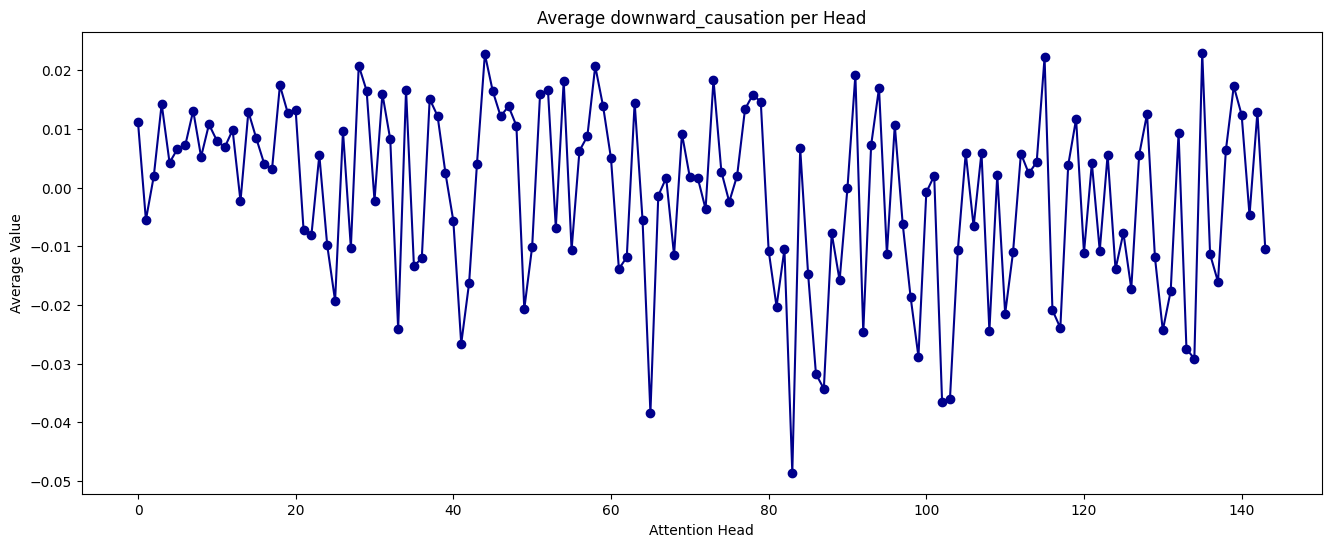 Average downward_causation per Head
Average Value
0.02
0.01
0.00
−0.01
−0.02
−0.03
−0.04
−0.05
0 20 40 60 80 100 120 140
Attention Head